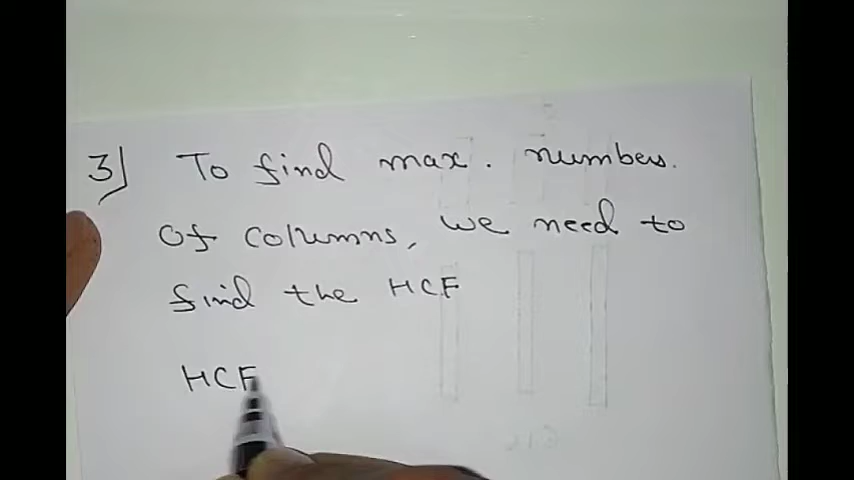 3) To find max. numbers.
Of columns, we need to
find the HCF
HCF